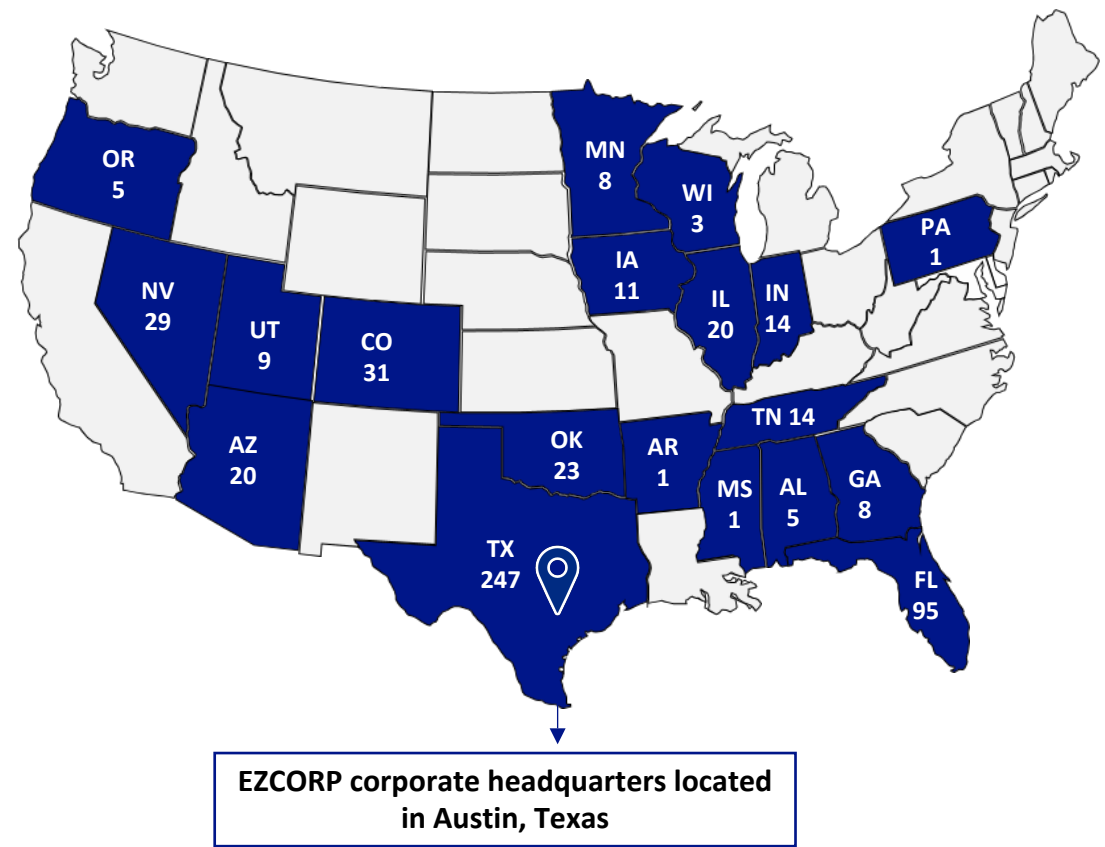 OR
5
MN
8
WI
3
PA
1
IA
11
NV
29
IL
20
IN
14
UT
9
CO
31
TN 14
AZ
20
OK
23
AR
1
MS
1
AL
5
GA
8
TX
247
FL
95
EZCORP corporate headquarters located
in Austin, Texas